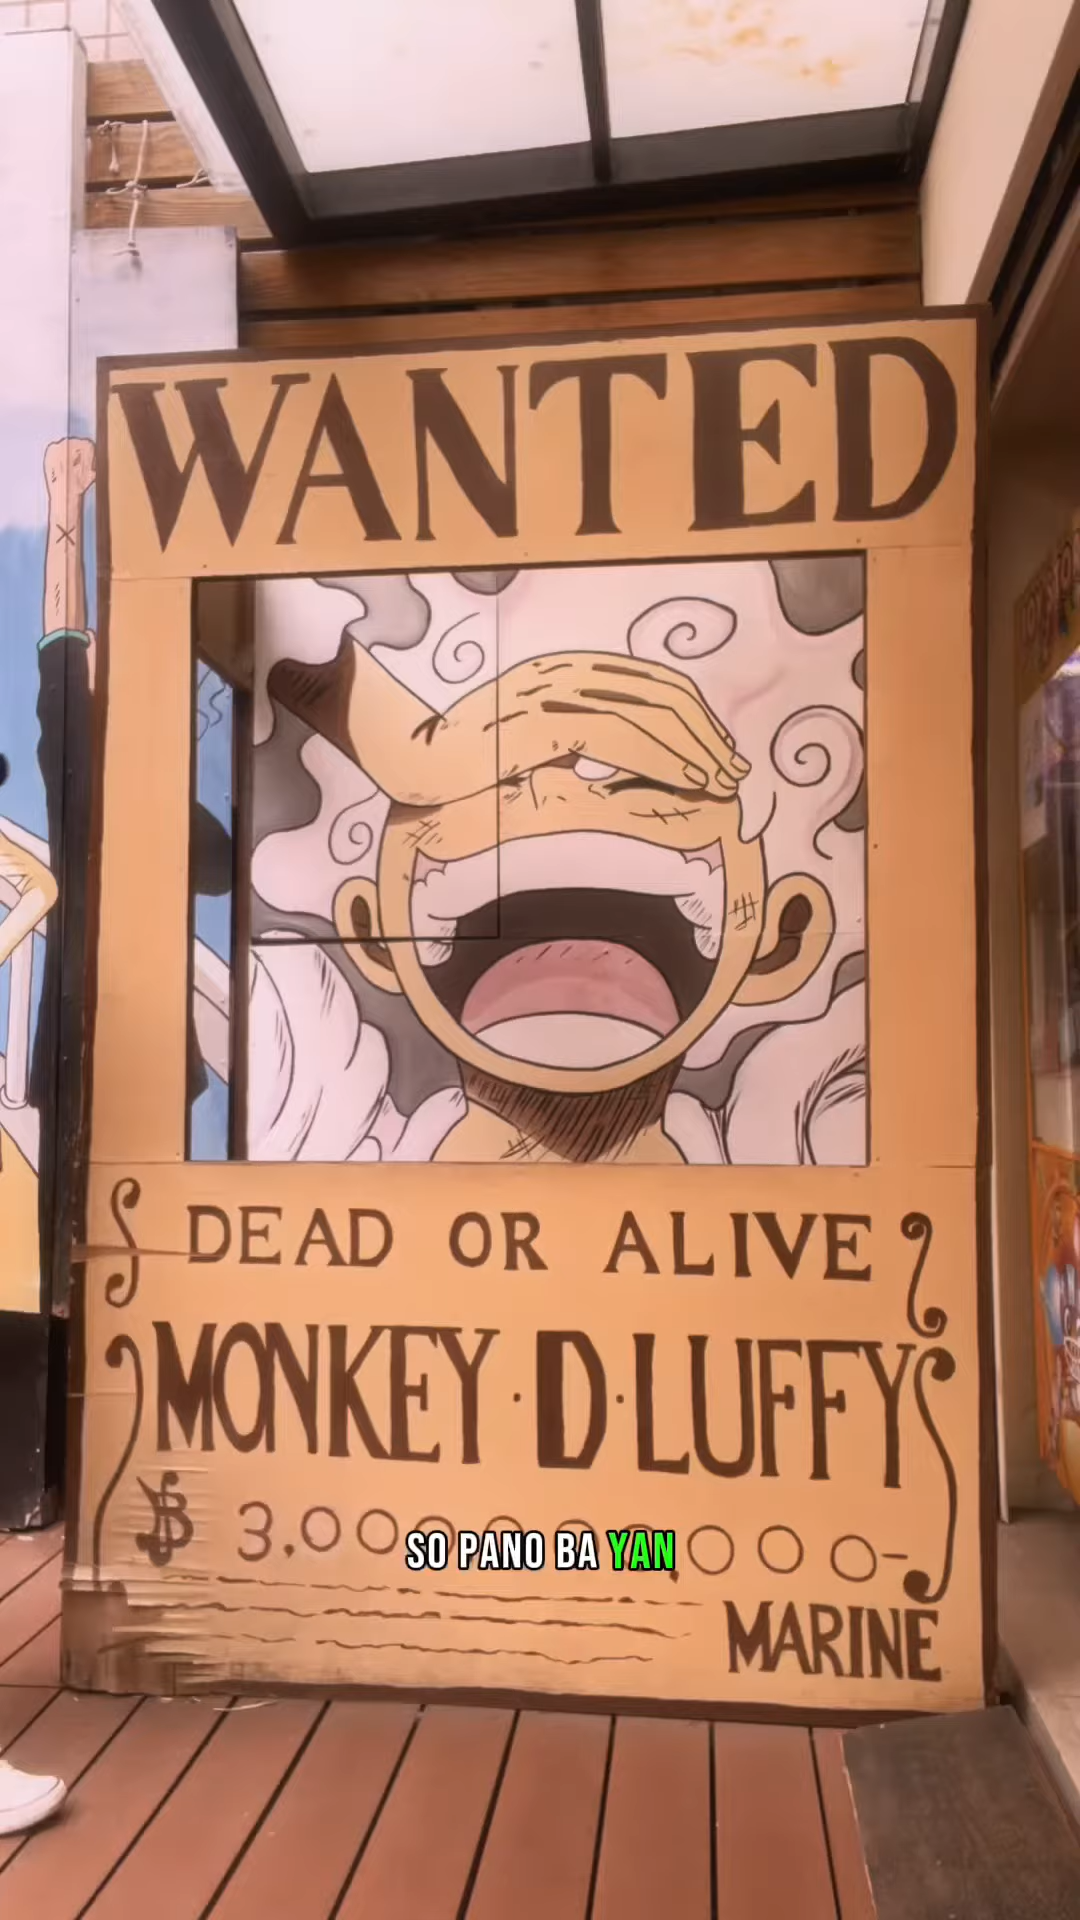 WANTED
DEAD OR ALIVE
MONKEY·D·LUFFY
SO PANO BA YAN
MARINE